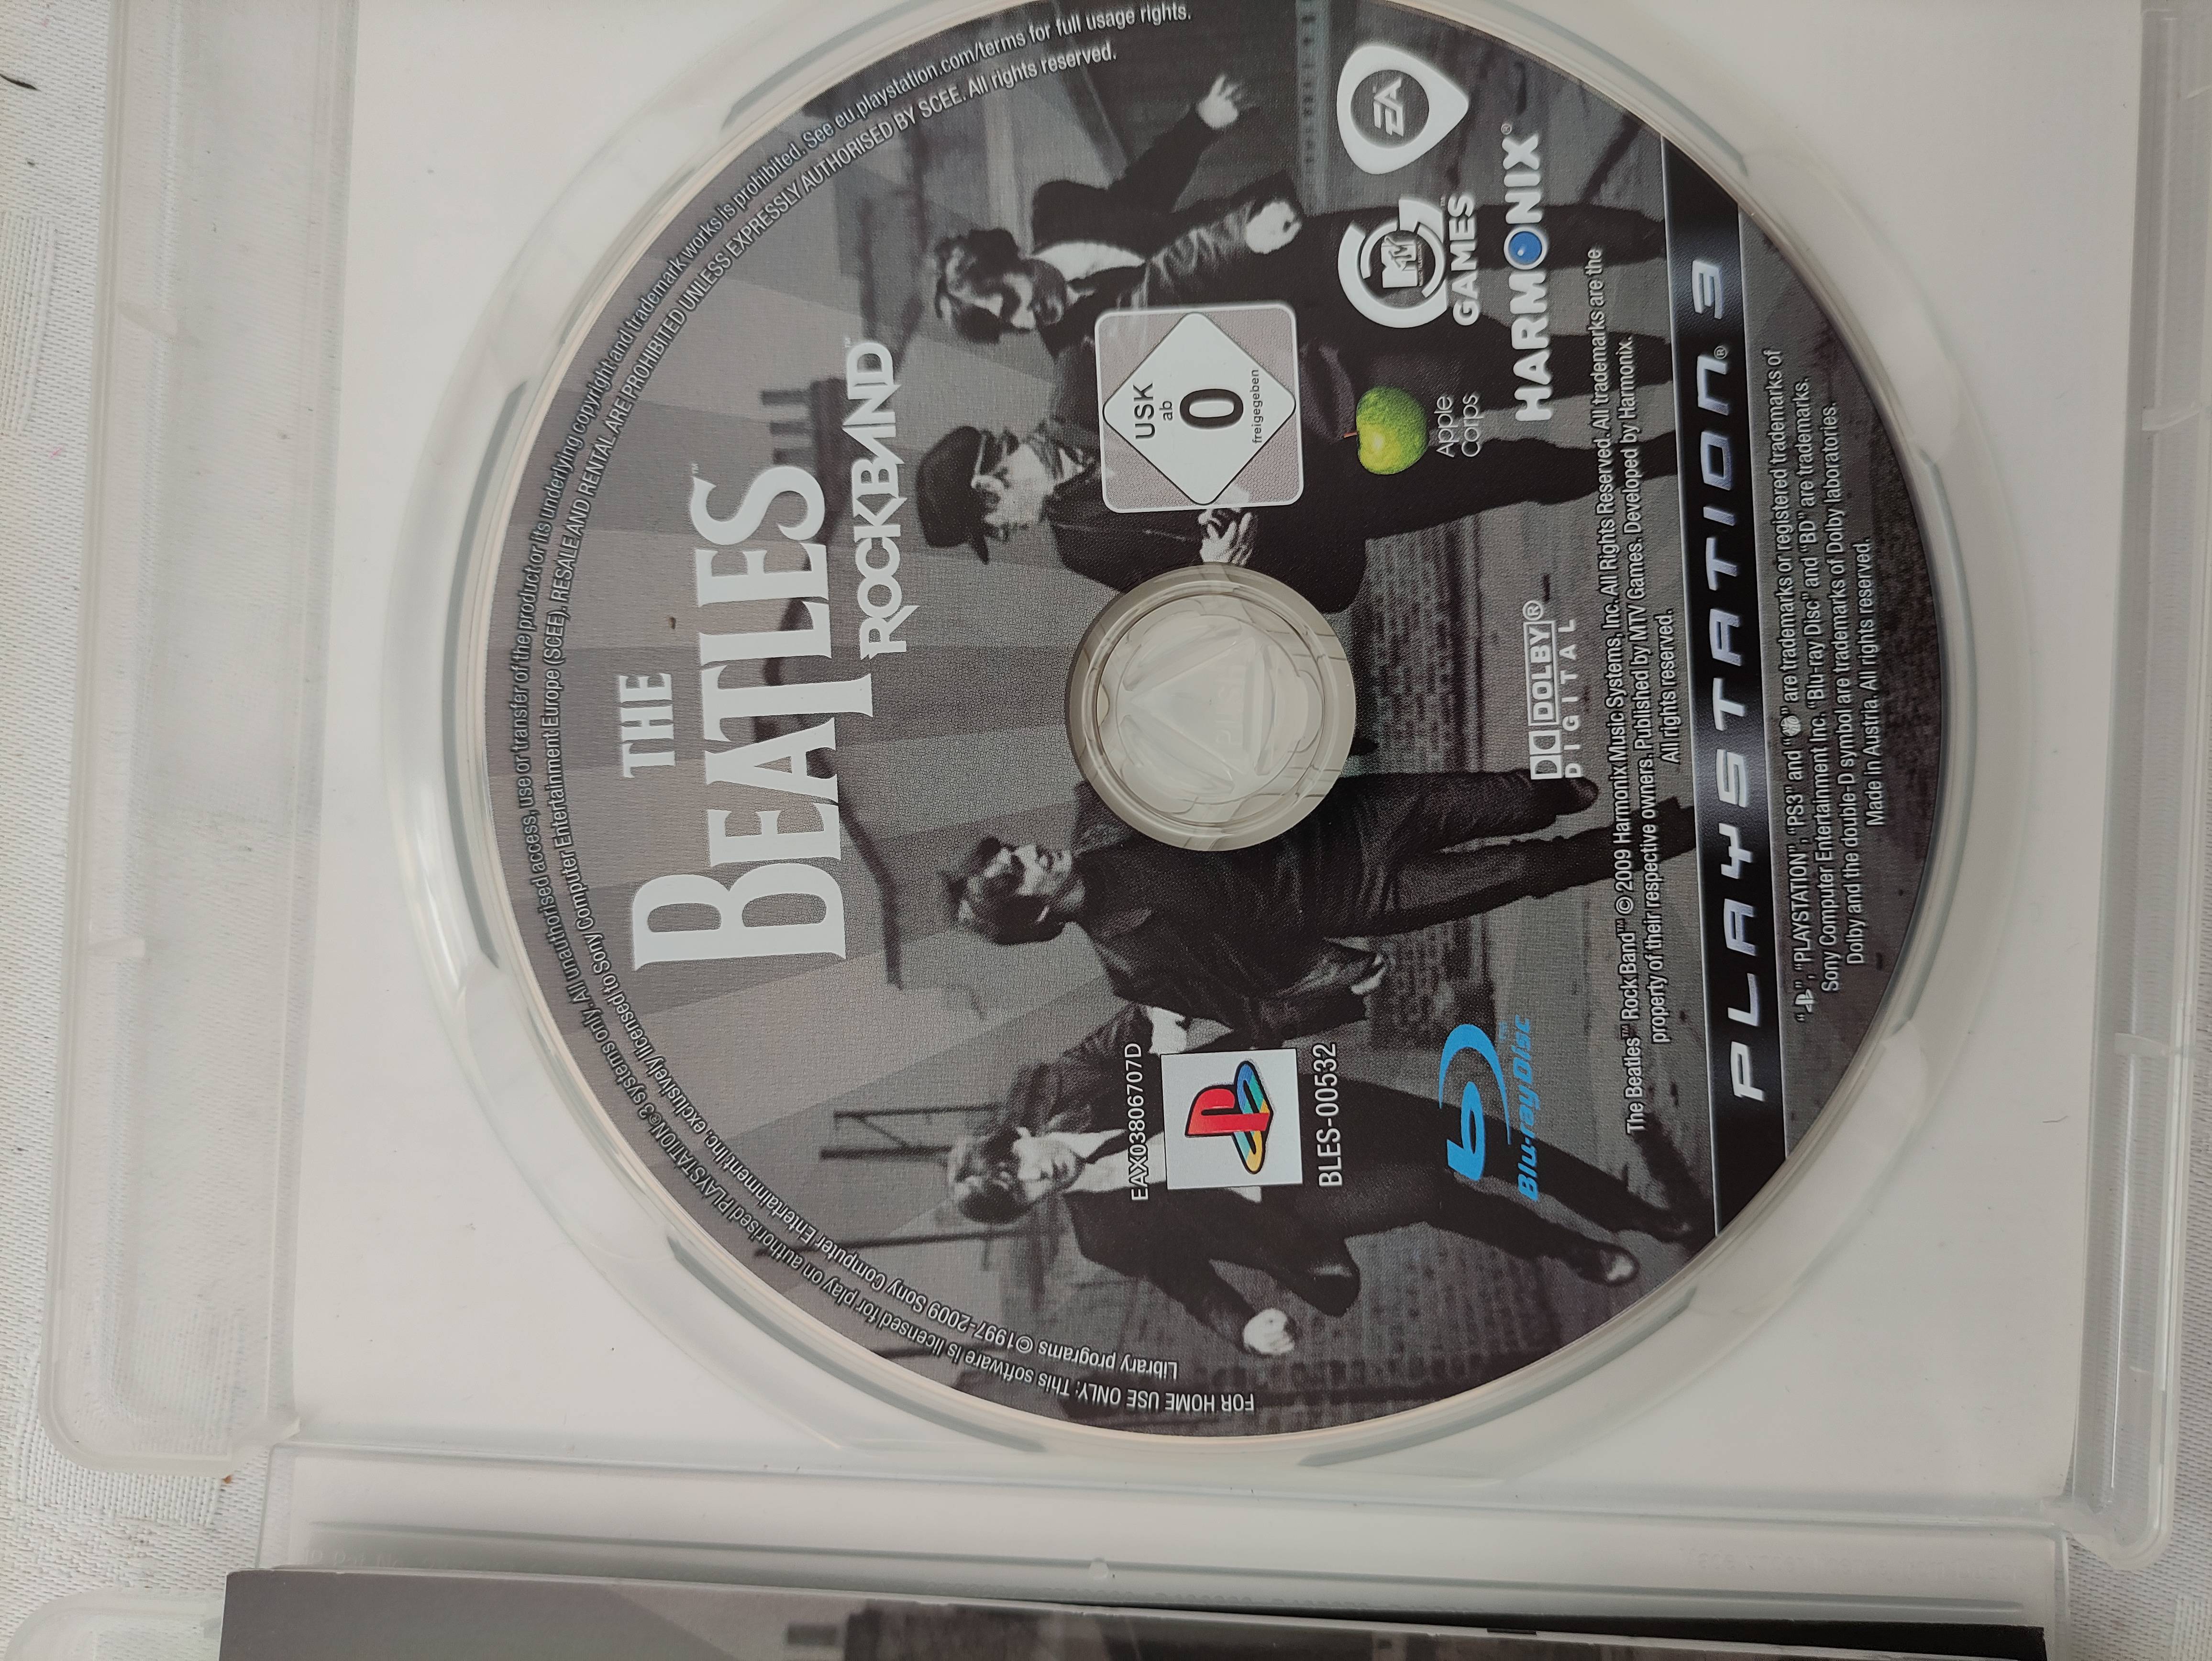 FOR HOME USE ONLY: This software is licensed for play on authorised PLAYSTATION®3 systems only. All unauthorised access, use or transfer of the product or its underlying copyright and trademark works is prohibited. See eu.playstation.com/terms for full usage rights.
Library programs ©1997-2009 Sony Computer Entertainment Inc. exclusively licensed to Sony Computer Entertainment Europe (SCEE). RESALE AND RENTAL ARE PROHIBITED UNLESS EXPRESSLY AUTHORISED BY SCEE. All rights reserved.
THE
BEATLES™
ROCKBAND™
EAX03806707D
BLES-00532
USK
ab
0
freigegeben
Blu-ray Disc™
DOLBY®
DIGITAL
Apple
Corps
MTV
GAMES™
EA™
HARMONIX®
The Beatles™ Rock Band™ © 2009 Harmonix Music Systems, Inc. All Rights Reserved. All trademarks are the
property of their respective owners. Published by MTV Games. Developed by Harmonix.
All rights reserved.
PLAYSTATION®3
“ ”, “PLAYSTATION”, “PS3” and “ ” are trademarks or registered trademarks of
Sony Computer Entertainment Inc. “Blu-ray Disc” and “BD” are trademarks.
Dolby and the double-D symbol are trademarks of Dolby laboratories.
Made in Austria. All rights reserved.